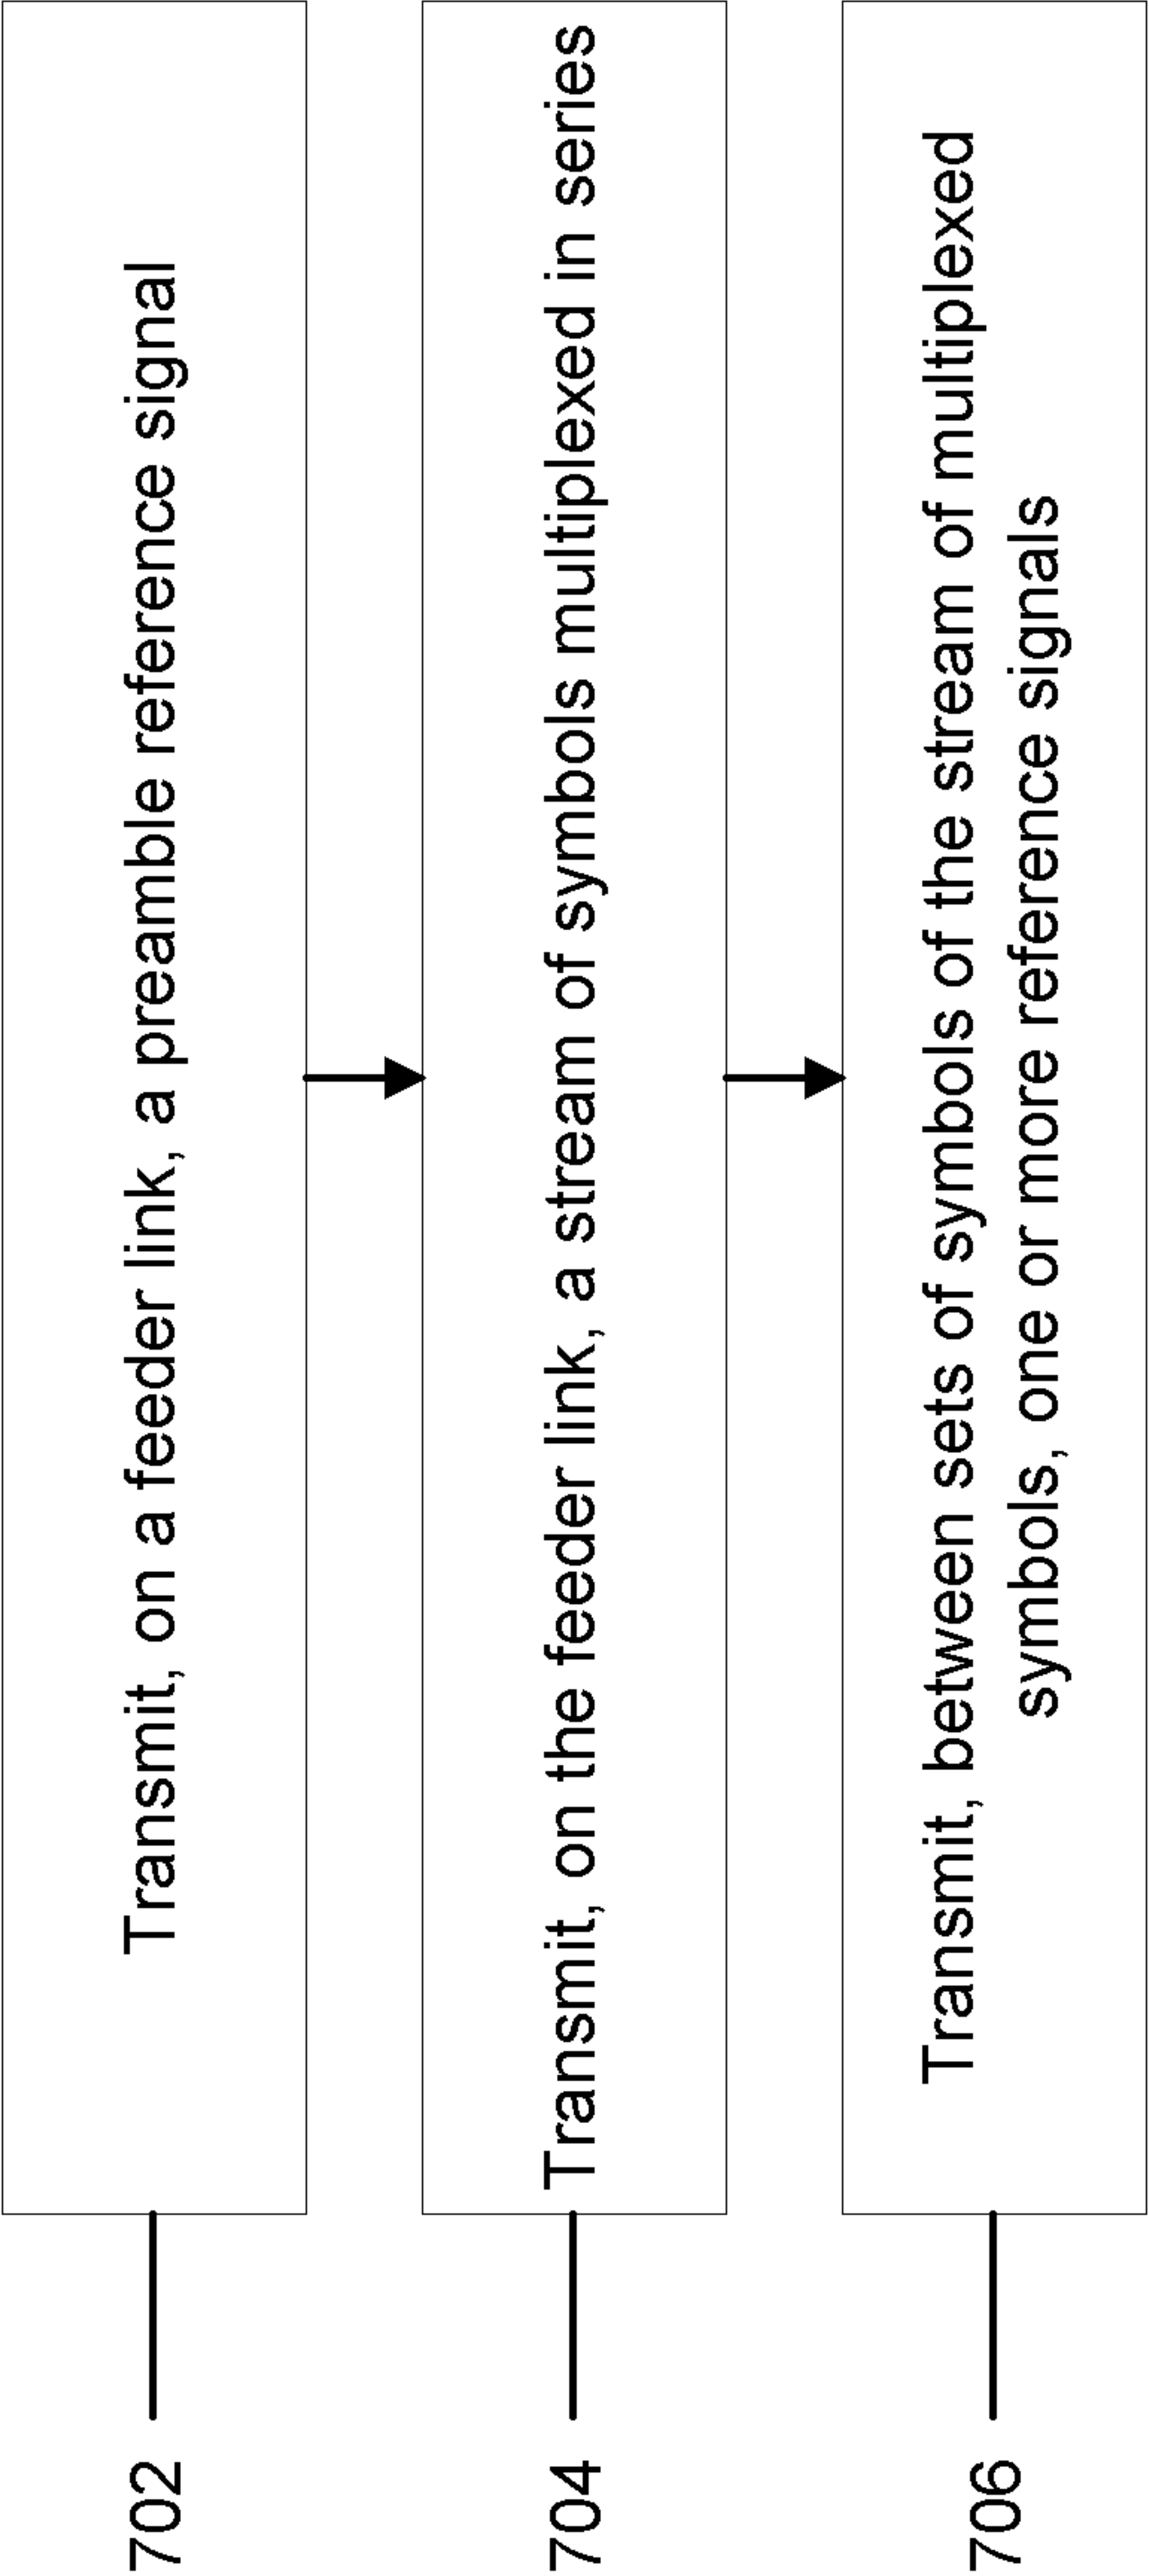 702
Transmit, on a feeder link, a preamble reference signal
704
Transmit, on the feeder link, a stream of symbols multiplexed in series
706
Transmit, between sets of symbols of the stream of multiplexed
symbols, one or more reference signals